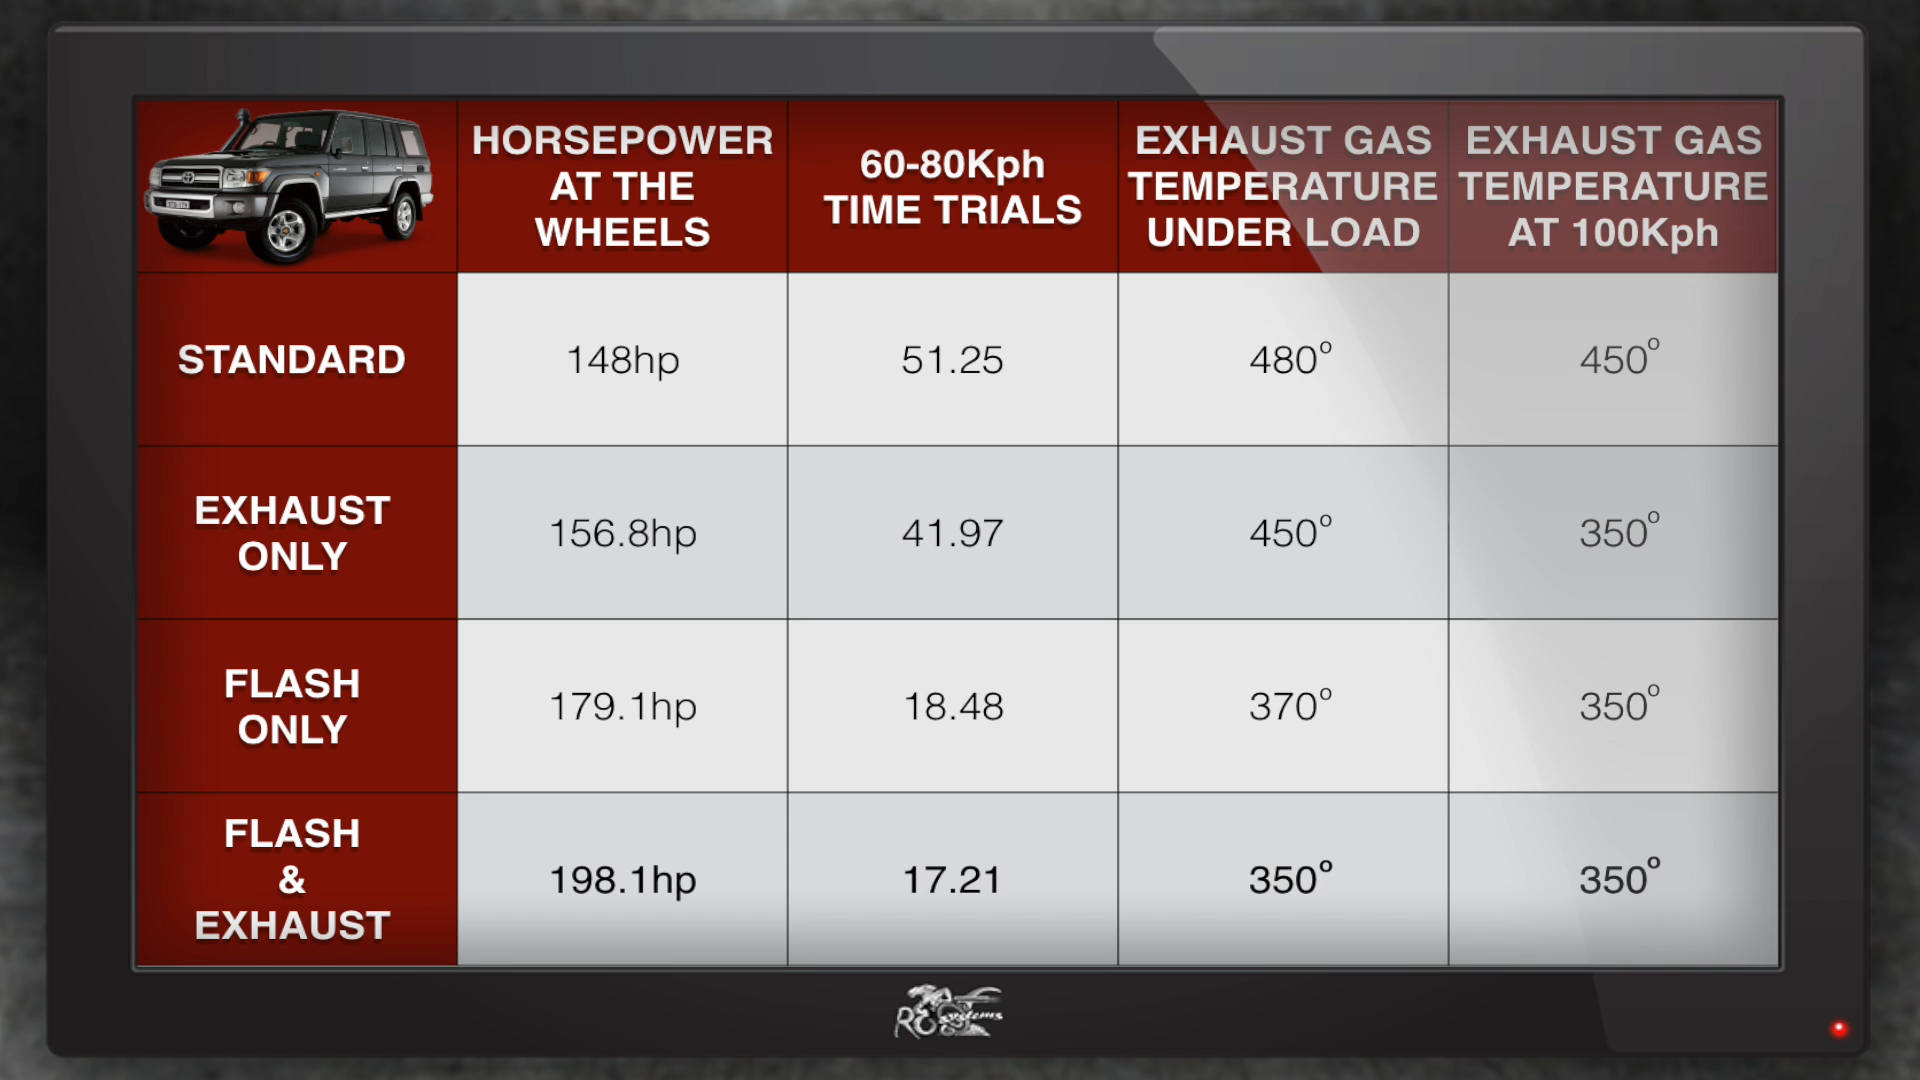 HORSEPOWER
AT THE
WHEELS
60-80Kph
TIME TRIALS
EXHAUST GAS
TEMPERATURE
UNDER LOAD
EXHAUST GAS
TEMPERATURE
AT 100Kph
STANDARD
148hp
51.25
480°
450°
EXHAUST
ONLY
156.8hp
41.97
450°
350°
FLASH
ONLY
179.1hp
18.48
370°
350°
FLASH
&
EXHAUST
198.1hp
17.21
350°
350°
systems